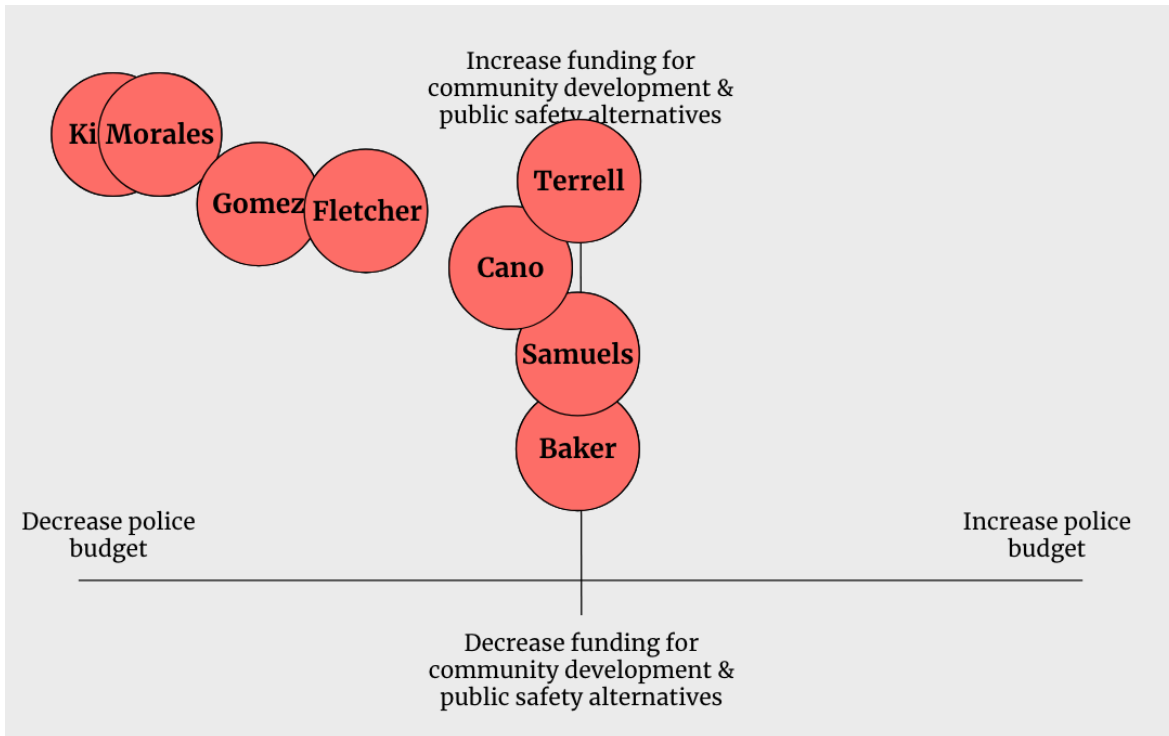 Increase funding for
community development &
public safety alternatives
Ki
Morales
Terrell
Gomez
Fletcher
Cano
Samuels
Baker
Decrease police
budget
Increase police
budget
Decrease funding for
community development &
public safety alternatives